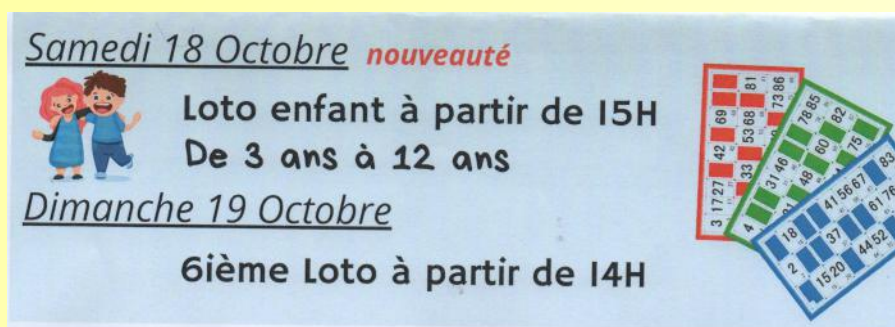 Samedi 18 Octobre nouveauté
Loto enfant à partir de 15H
De 3 ans à 12 ans
Dimanche 19 Octobre
6ième Loto à partir de 14H